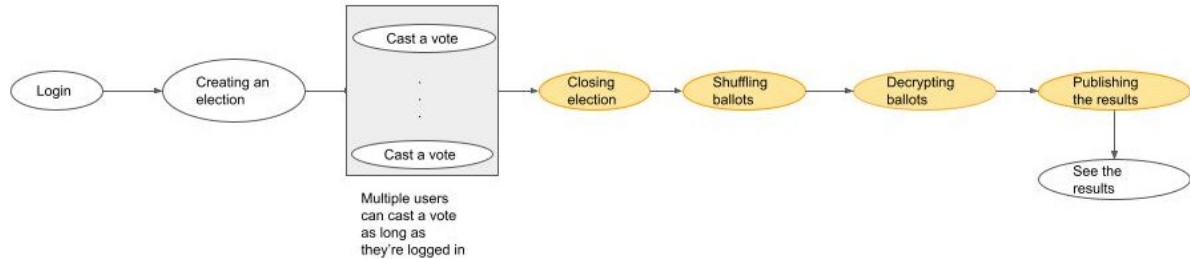 Login
Creating an
election
Cast a vote
.
.
.
Cast a vote
Multiple users
can cast a vote
as long as
they're logged in
Closing
election
Shuffling
ballots
Decrypting
ballots
Publishing
the results
See the
results